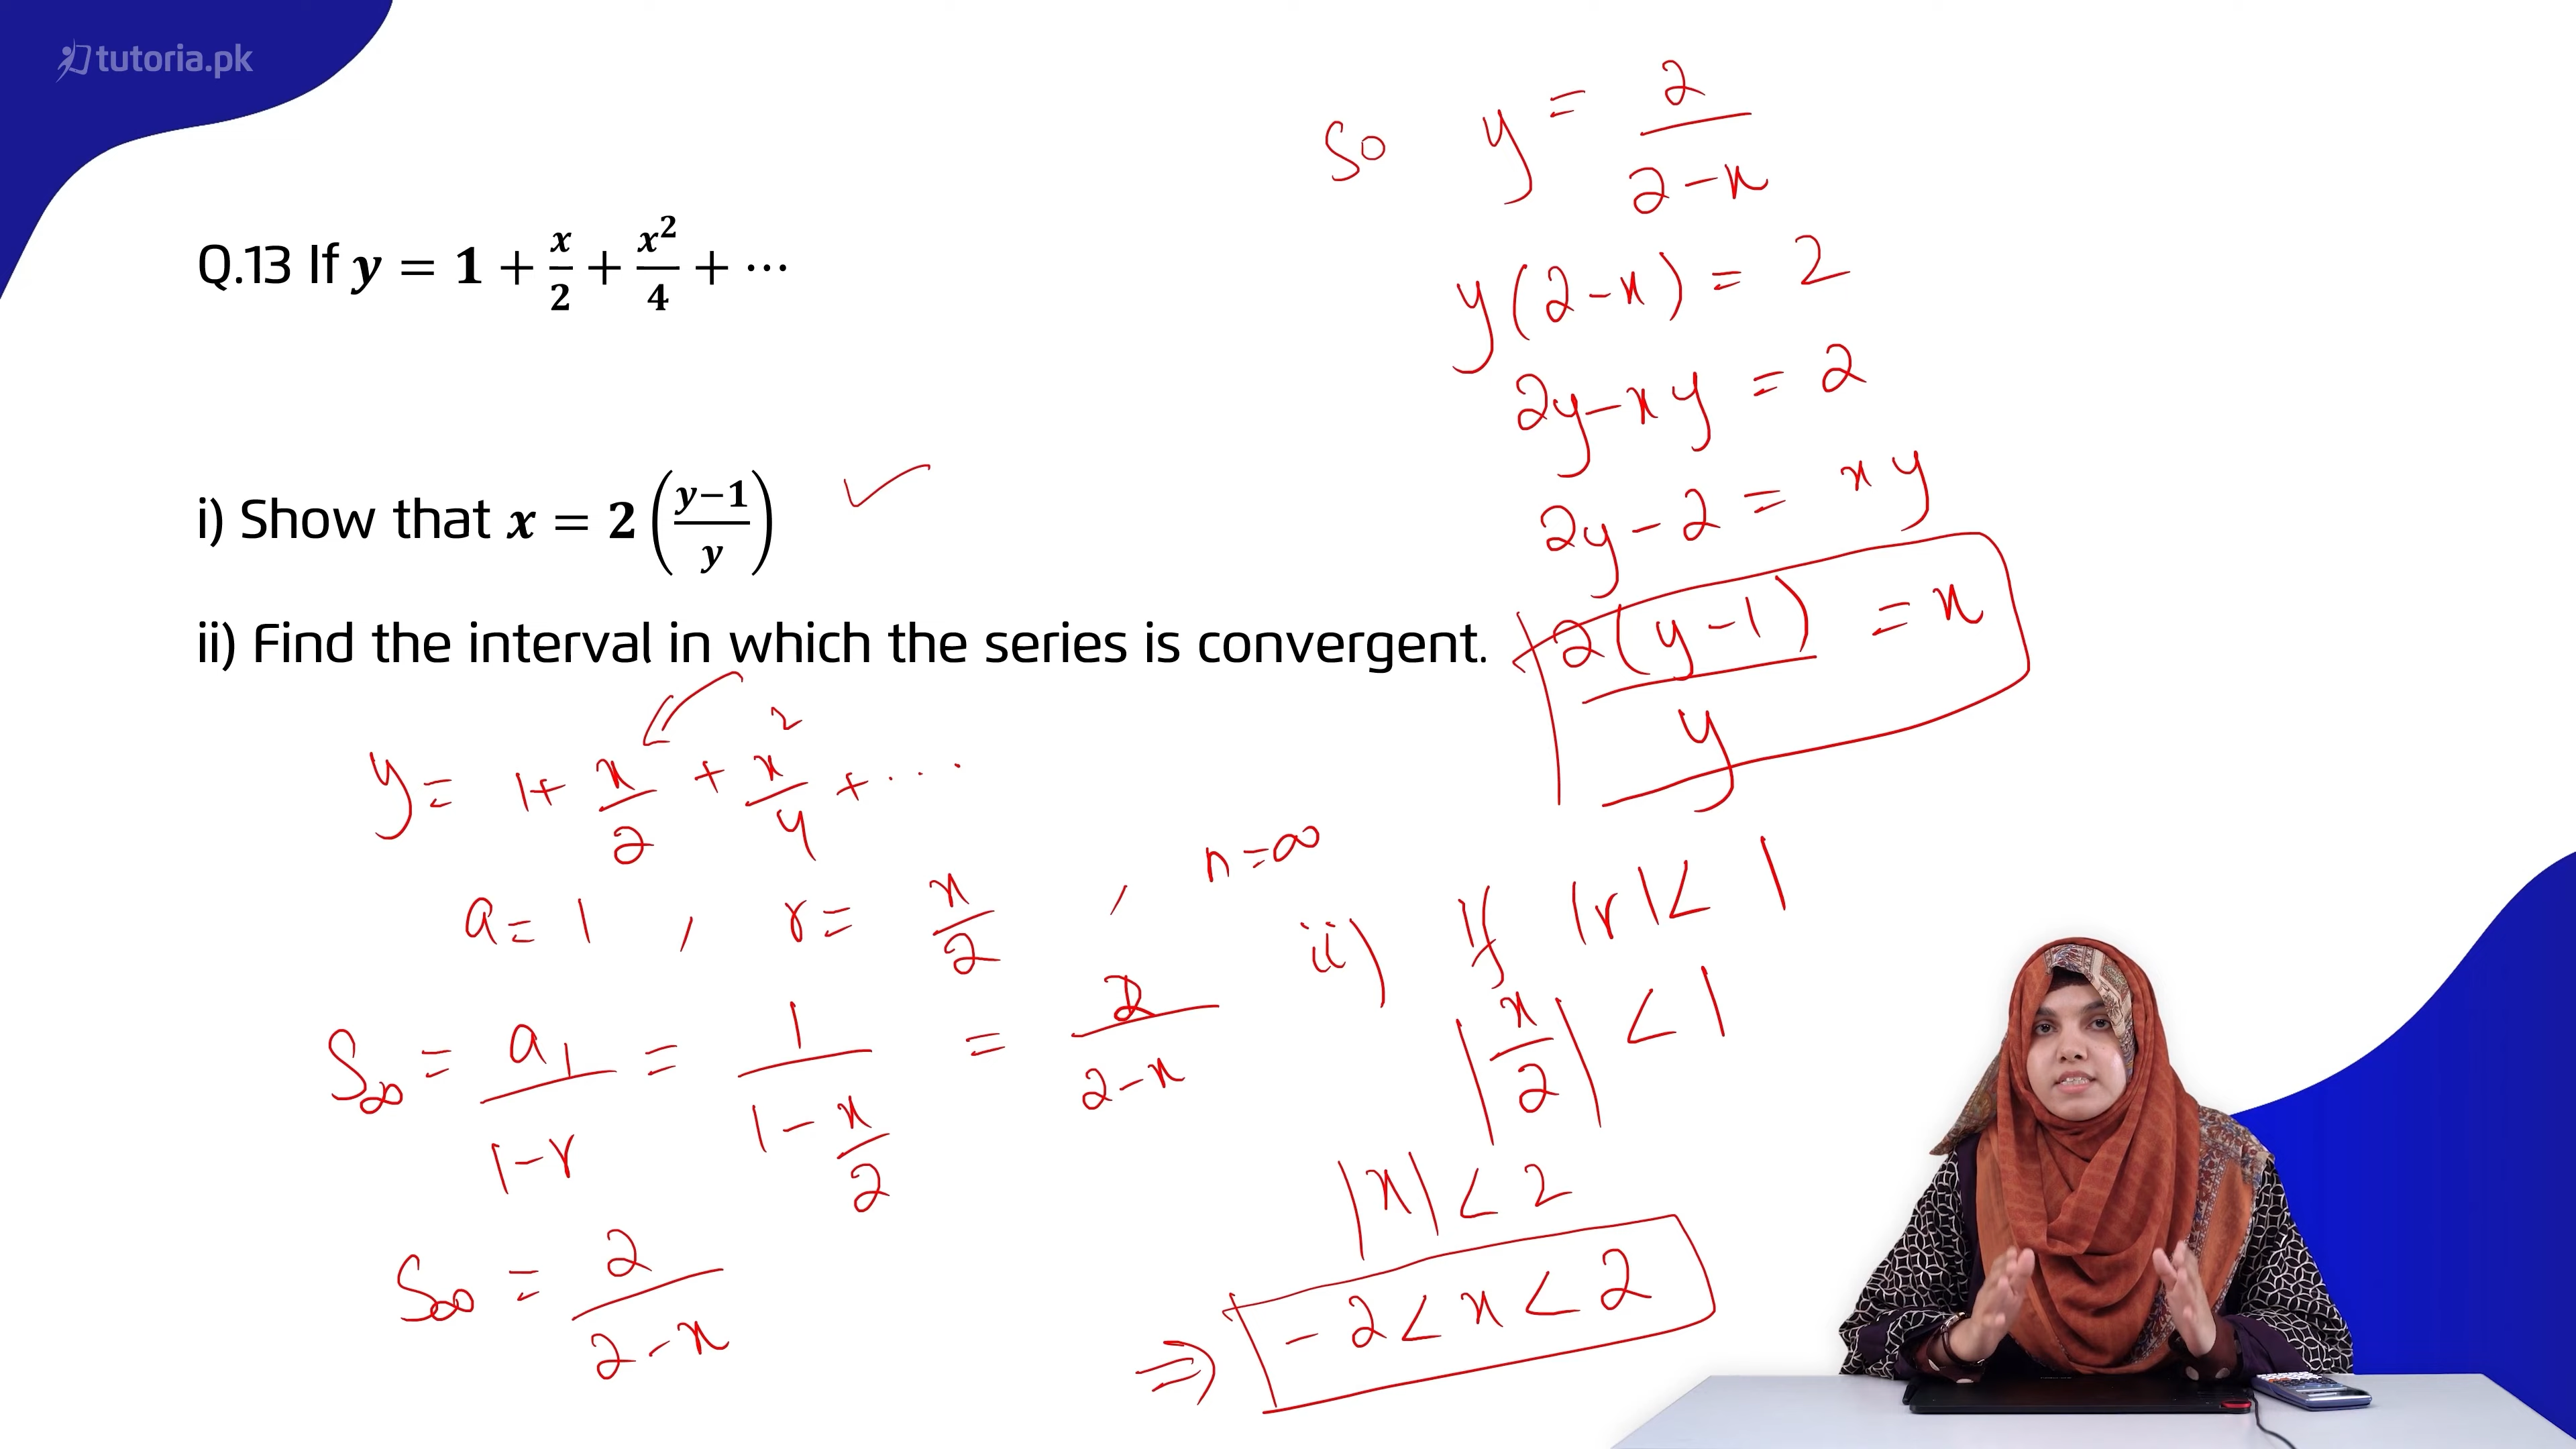 tutoria.pk
Q.13 If y = 1 + x/2 + x²/4 + ⋯
i) Show that x = 2 ((y−1)/y)
ii) Find the interval in which the series is convergent.
y = 1 + x/2 + x²/4 + ...
a = 1 , r = x/2 , n = ∞
S∞ = a₁/(1−r) = 1/(1 − x/2) = 2/(2−x)
S∞ = 2/(2−x)
So y = 2/(2−x)
y(2−x) = 2
2y−xy = 2
2y−2 = xy
2(y−1)/y = x
ii) If |r| < 1
|x/2| < 1
|x| < 2
⇒ −2 < x < 2